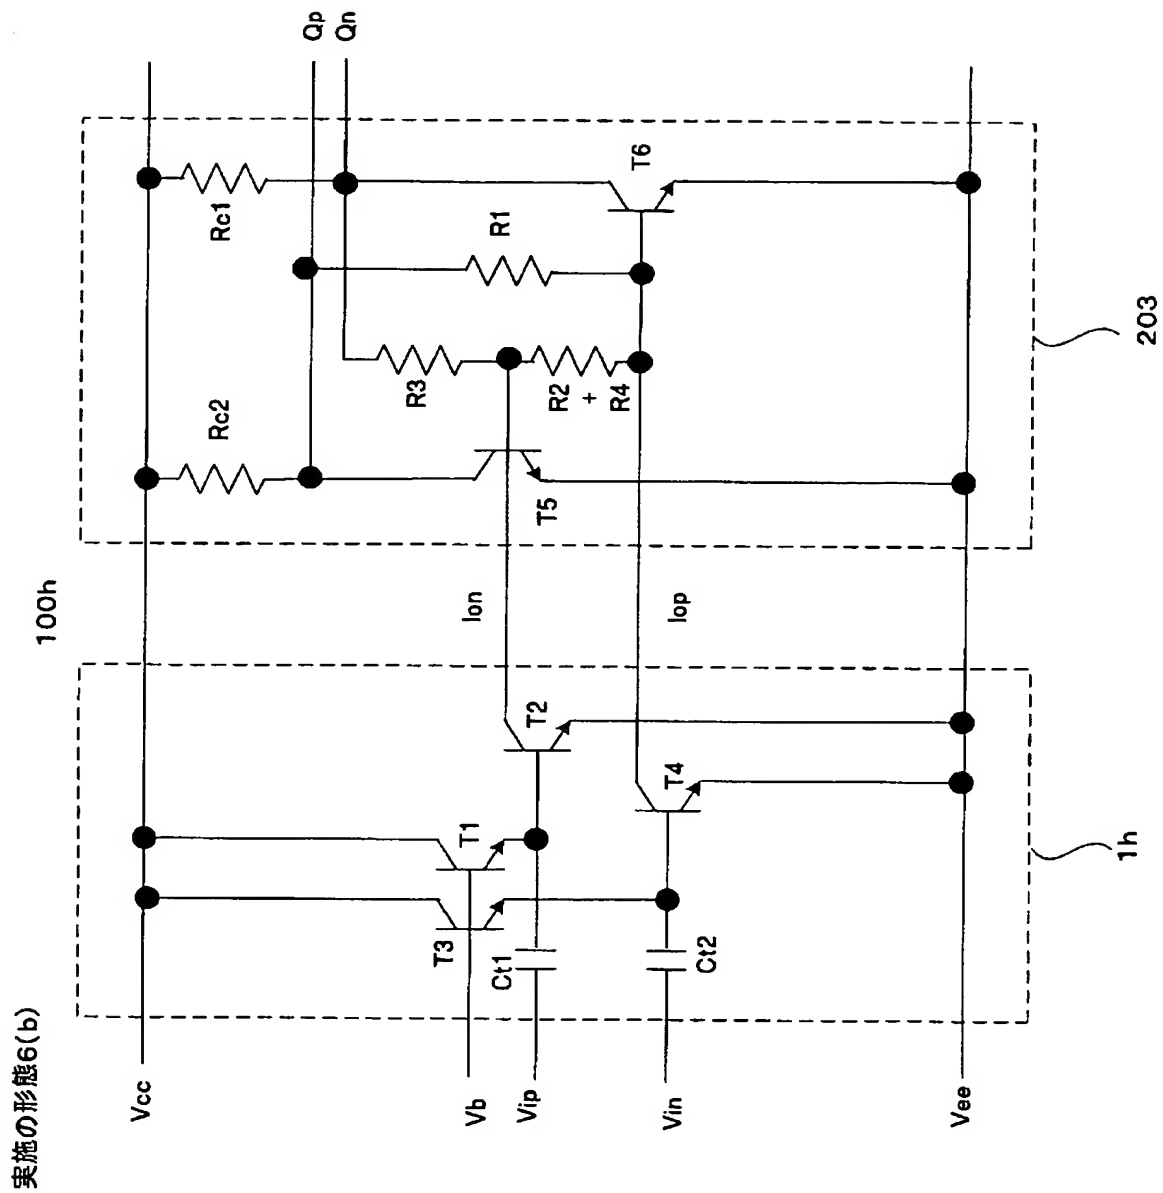 実施の形態6(b)
100h
Qp
Qn
Vcc
Vb
Vip
Vin
Vee
T3
T1
Ct1
Ct2
T2
T4
Ion
Iop
Rc2
Rc1
R3
R1
R2
+
R4
T5
T6
1h
203